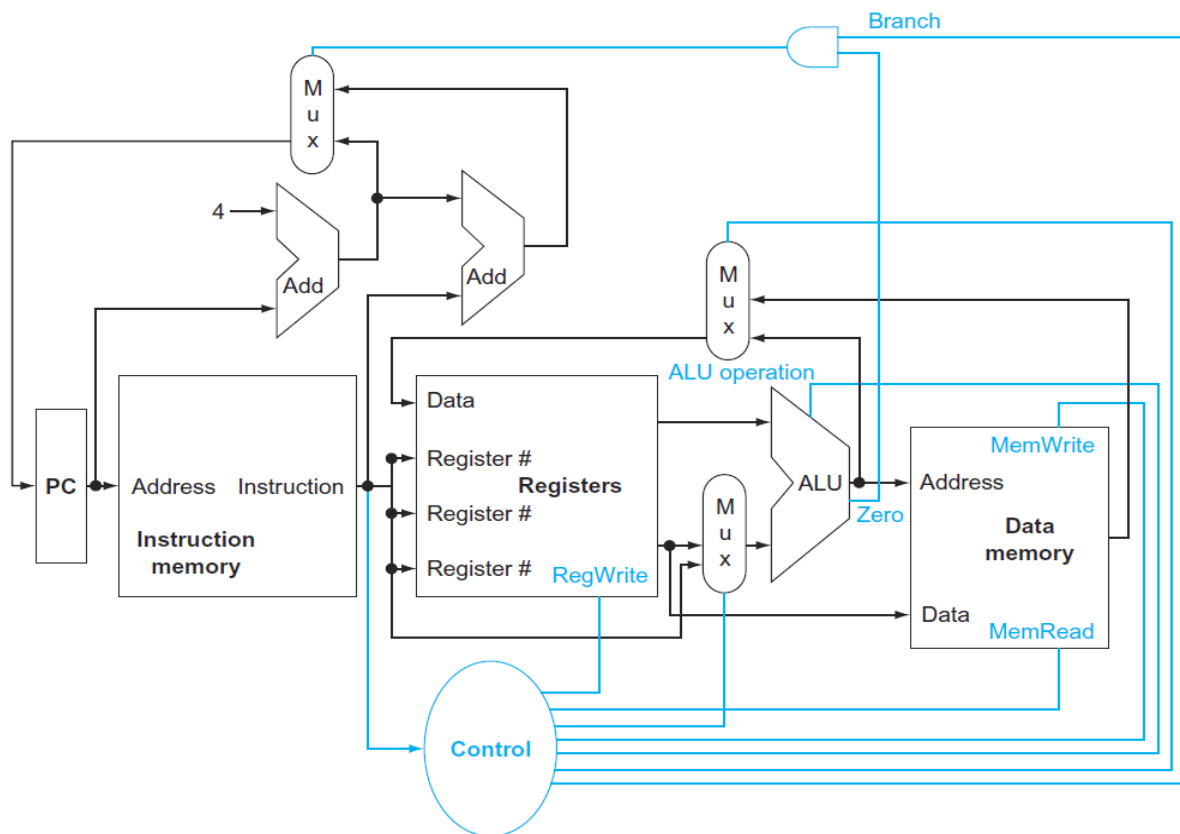 Branch
M
u
x
4
Add
Add
M
u
x
ALU operation
Data
Register #
Registers
Register #
Register #
RegWrite
PC
Address
Instruction
Instruction
memory
M
u
x
ALU
Zero
MemWrite
Address
Data
memory
Data
MemRead
Control